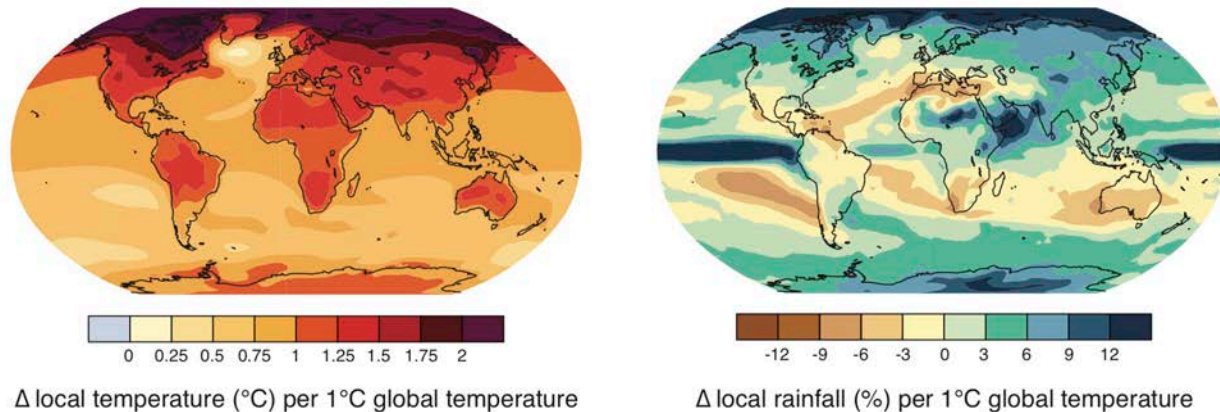 0 0.25 0.5 0.75 1 1.25 1.5 1.75 2
Δ local temperature (°C) per 1°C global temperature
-12 -9 -6 -3 0 3 6 9 12
Δ local rainfall (%) per 1°C global temperature